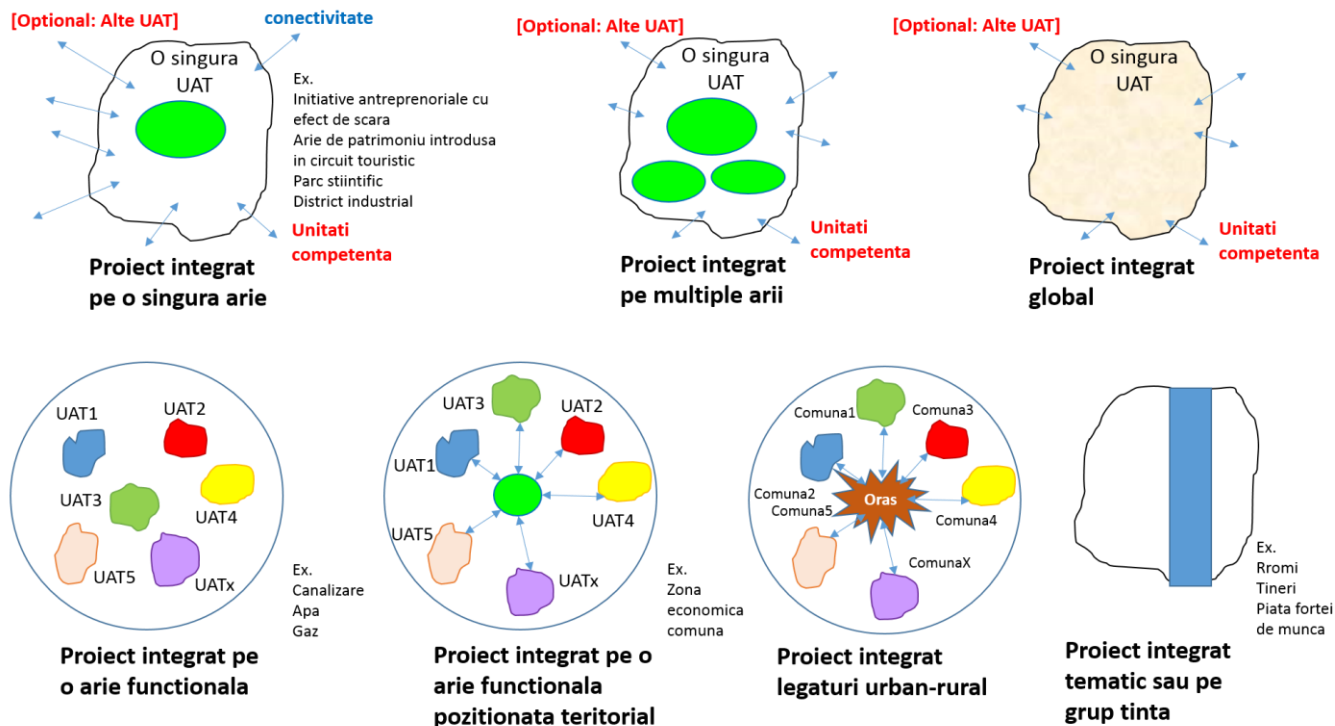 [Optional: Alte UAT]
conectivitate
O singura
UAT
Ex.
Initiative antreprenoriale cu
efect de scara
Arie de patrimoniu introdusa
in circuit touristic
Parc stiintific
District industrial
Unitati
competenta
Proiect integrat
pe o singura arie
[Optional: Alte UAT]
O singura
UAT
Unitati
competenta
Proiect integrat
pe multiple arii
[Optional: Alte UAT]
O singura
UAT
Unitati
competenta
Proiect integrat
global
UAT1
UAT2
UAT3
UAT4
UAT5
UATx
Ex.
Canalizare
Apa
Gaz
Proiect integrat pe
o arie functionala
UAT3
UAT2
UAT1
UAT4
UAT5
UATx
Ex.
Zona
economica
comuna
Proiect integrat pe o
arie functionala
pozitionata teritorial
Comuna1
Comuna3
Comuna2
Comuna5
Oras
Comuna4
ComunaX
Proiect integrat
legaturi urban-rural
Ex.
Rromi
Tineri
Piata fortei
de munca
Proiect integrat
tematic sau pe
grup tinta